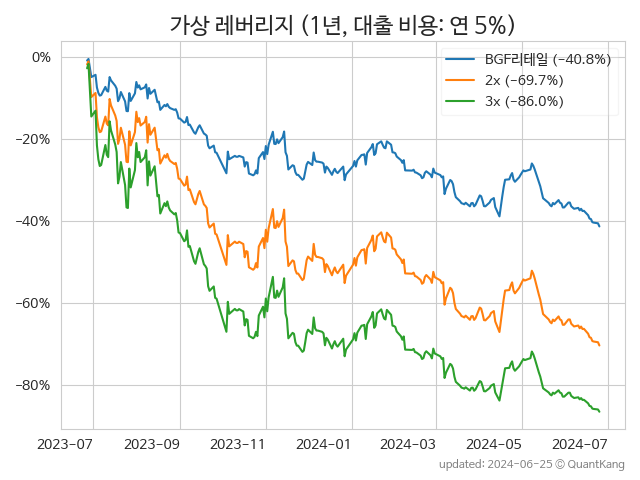 가상 레버리지 (1년, 대출 비용: 연 5%)
BGF리테일 (−40.8%)
2x (−69.7%)
3x (−86.0%)
0%
−20%
−40%
−60%
−80%
2023-07 2023-09 2023-11 2024-01 2024-03 2024-05 2024-07
updated: 2024-06-25 © QuantKang